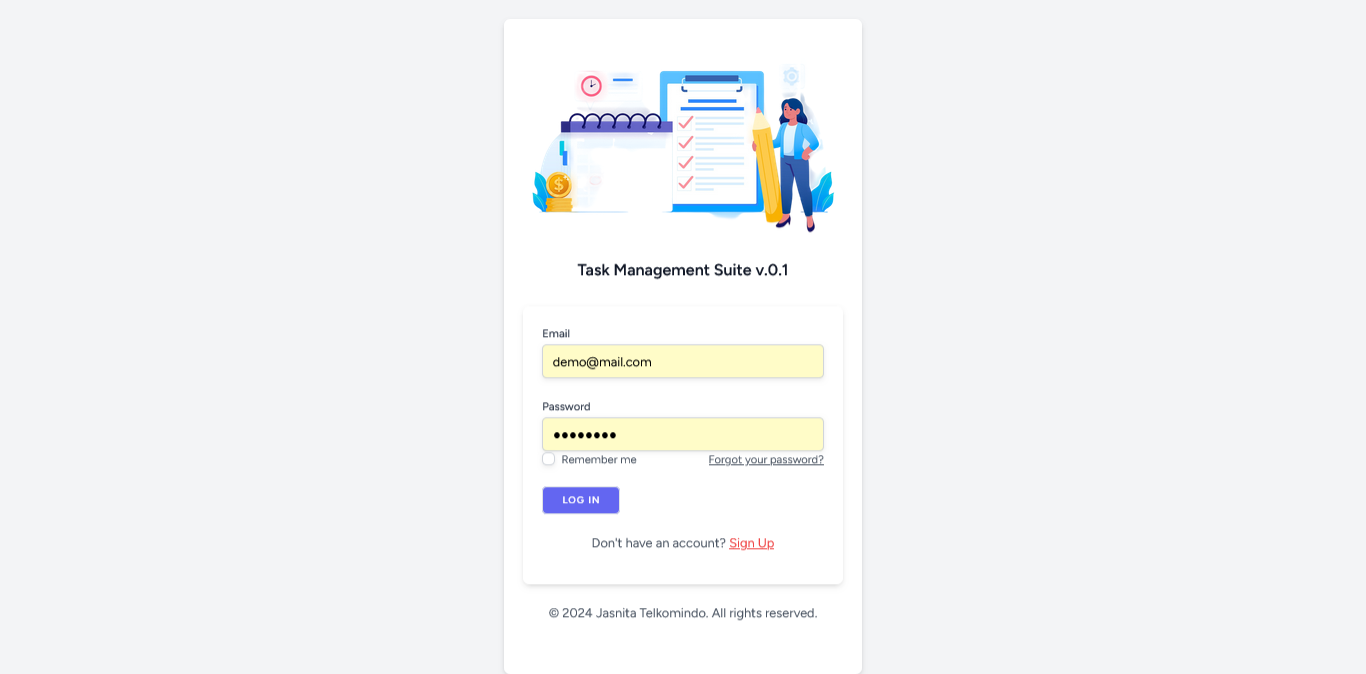 Task Management Suite v.0.1
Email
demo@mail.com
Password
••••••••
Remember me
Forgot your password?
LOG IN
Don't have an account? Sign Up
© 2024 Jasnita Telkomindo. All rights reserved.